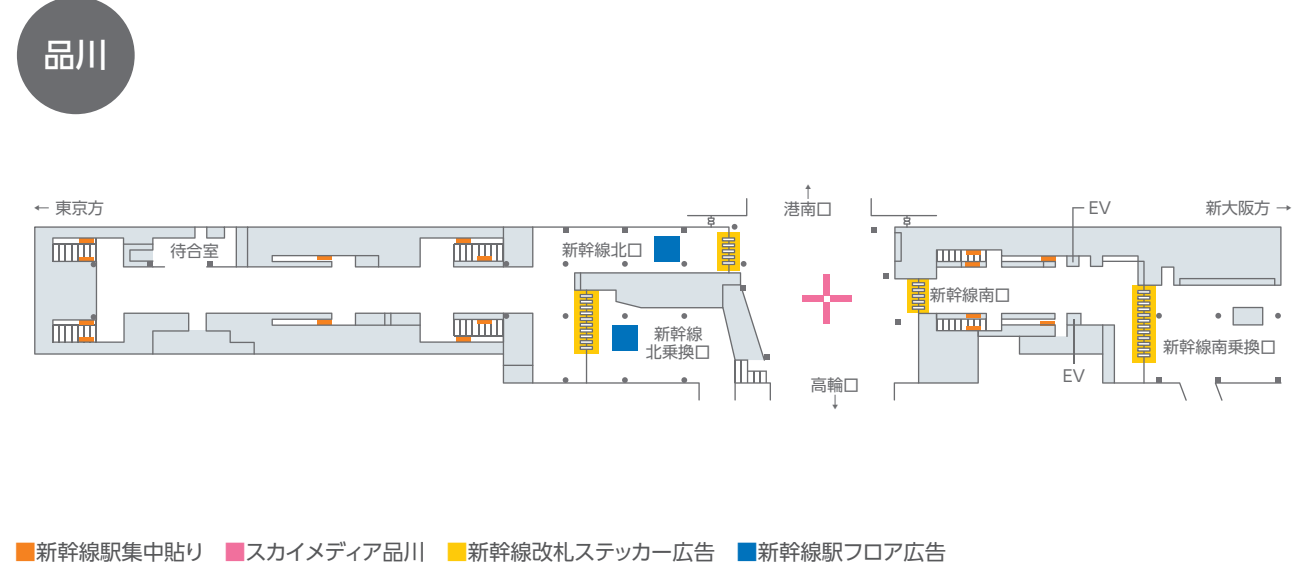 品川
← 東京方
↑
港南口
EV
新大阪方 →
待合室
新幹線北口
新幹線南口
新幹線
北乗換口
新幹線南乗換口
EV
高輪口
↓
■新幹線駅集中貼り ■スカイメディア品川 ■新幹線改札ステッカー広告 ■新幹線駅フロア広告